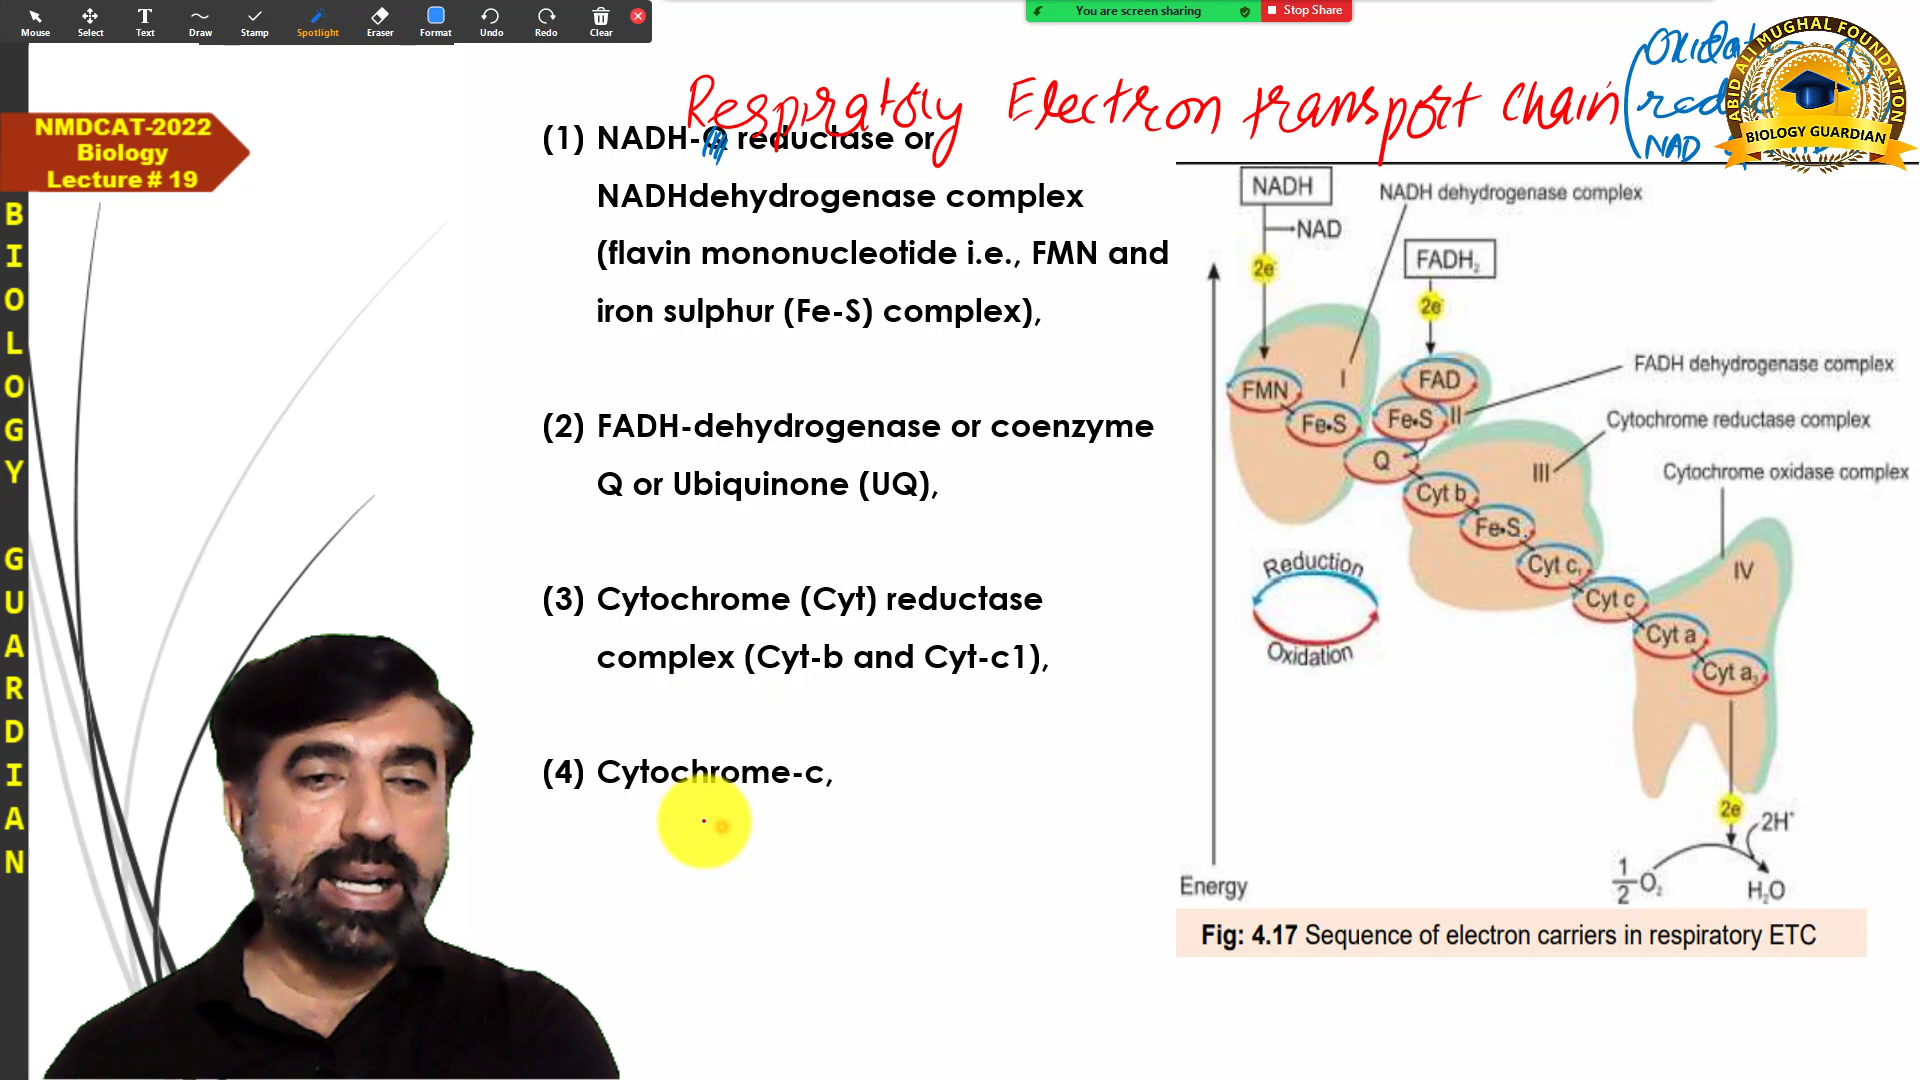 Mouse
Select
Text
Draw
Stamp
Spotlight
Eraser
Format
Undo
Redo
Clear
You are screen sharing
Stop Share
NMDCAT-2022
Biology
Lecture # 19
BIOLOGY GUARDIAN
Respiratory Electron transport chain
NAD
ABID ALI MUGHAL FOUNDATION
BIOLOGY GUARDIAN
(1) NADH-Q reductase or
NADHdehydrogenase complex
(flavin mononucleotide i.e., FMN and
iron sulphur (Fe-S) complex),
(2) FADH-dehydrogenase or coenzyme
Q or Ubiquinone (UQ),
(3) Cytochrome (Cyt) reductase
complex (Cyt-b and Cyt-c1),
(4) Cytochrome-c,
NADH
NADH dehydrogenase complex
NAD
FADH₂
2e⁻
2e⁻
FADH dehydrogenase complex
I
FAD
FMN
Fe•S
Fe•S
II
Cytochrome reductase complex
Q
III
Cytochrome oxidase complex
Cyt b
Fe•S
Cyt c₁
IV
Reduction
Oxidation
Cyt c
Cyt a
Cyt a₃
2e⁻
2H⁺
½O₂
H₂O
Energy
Fig: 4.17 Sequence of electron carriers in respiratory ETC